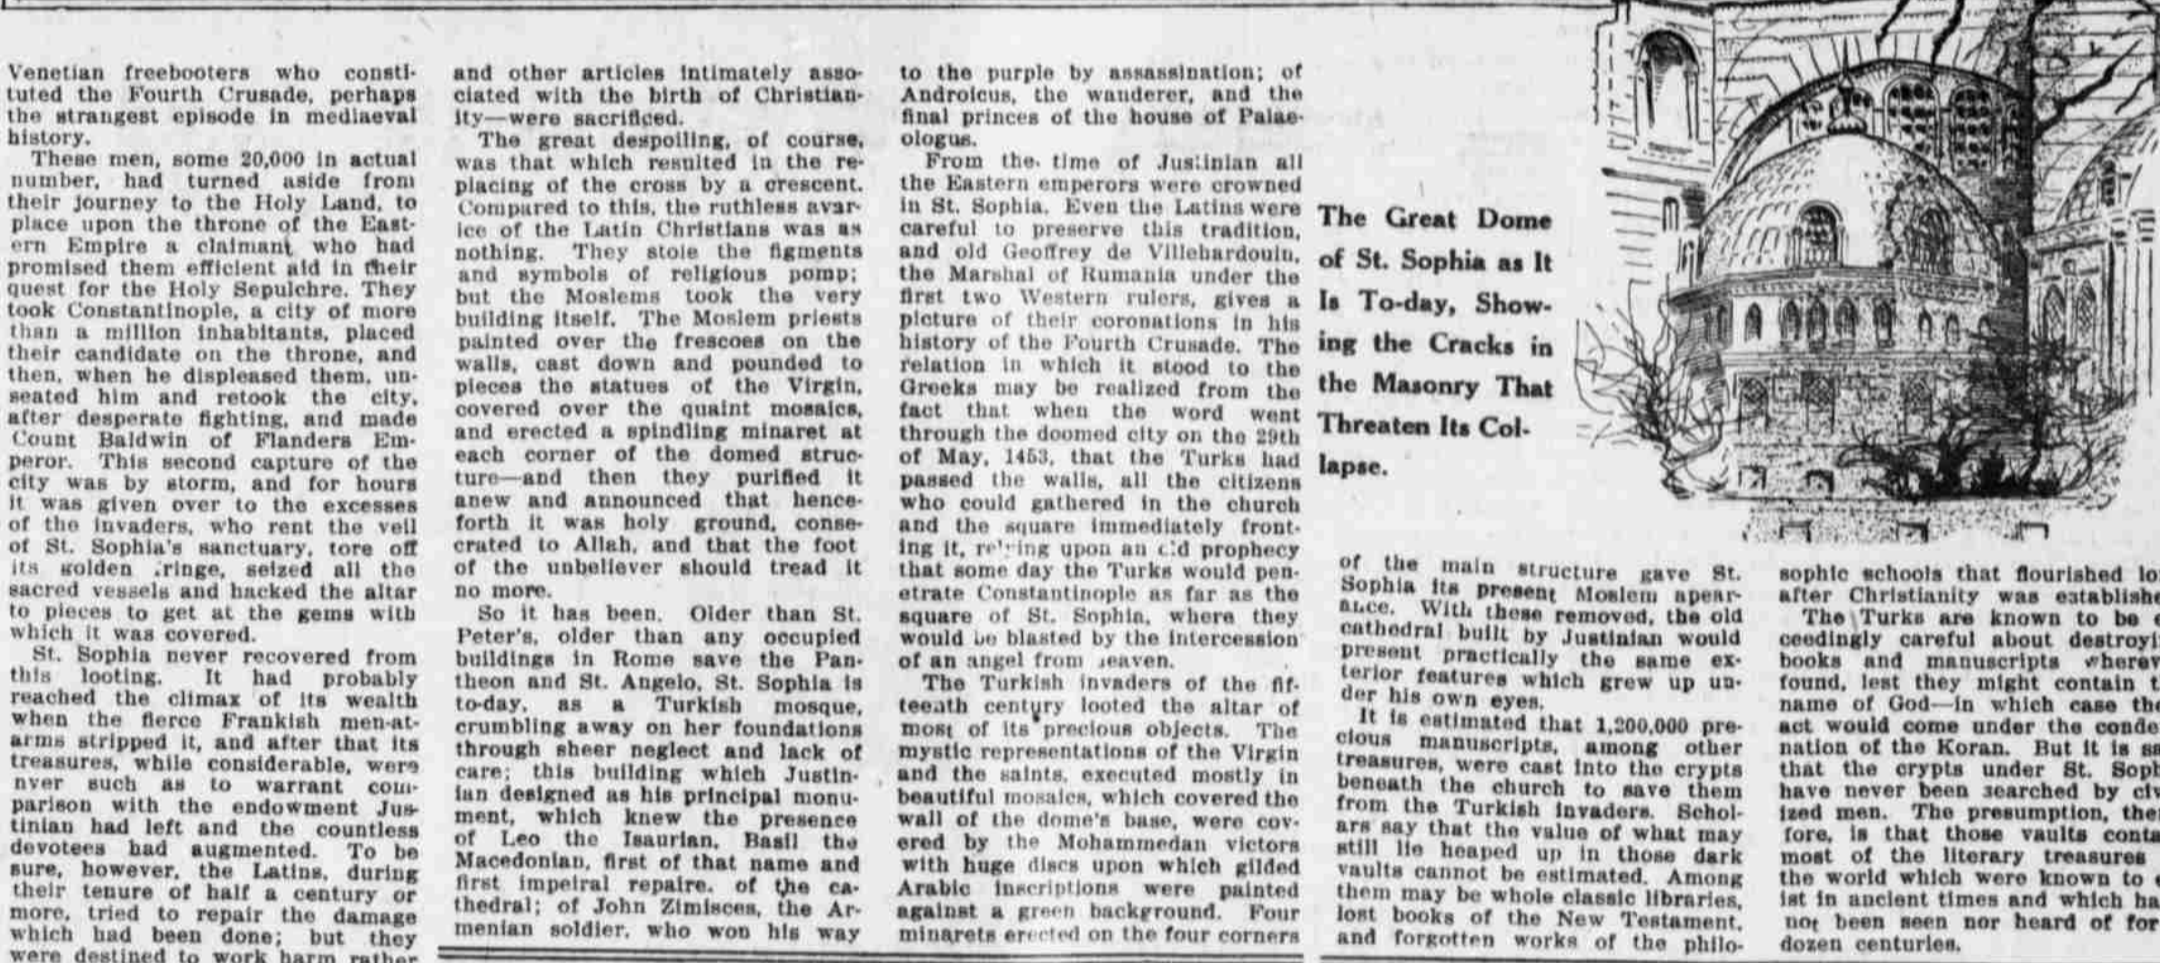 Venetian freebooters who consti-
tuted the Fourth Crusade, perhaps
the strangest episode in mediaeval
history.
These men, some 20,000 in actual
number, had turned aside from
their journey to the Holy Land, to
place upon the throne of the East-
ern Empire a claimant who had
promised them efficient aid in their
quest for the Holy Sepulchre. They
took Constantinople, a city of more
than a million inhabitants, placed
their candidate on the throne, and
then, when he displeased them, un-
seated him and retook the city,
after desperate fighting, and made
Count Baldwin of Flanders Em-
peror. This second capture of the
city was by storm, and for hours
it was given over to the excesses
of the invaders, who rent the veil
of St. Sophia's sanctuary, tore off
its golden ringe, seized all the
sacred vessels and hacked the altar
to pieces to get at the gems with
which it was covered.
St. Sophia never recovered from
this looting. It had probably
reached the climax of its wealth
when the fierce Frankish men-at-
arms stripped it, and after that its
treasures, while considerable, were
nver such as to warrant com-
parison with the endowment Jus-
tinian had left and the countless
devotees had augmented. To be
sure, however, the Latins, during
their tenure of half a century or
more, tried to repair the damage
which had been done; but they
were destined to work harm rather
and other articles intimately asso-
ciated with the birth of Christian-
ity—were sacrificed.
The great despoiling, of course,
was that which resulted in the re-
placing of the cross by a crescent.
Compared to this, the ruthless avar-
ice of the Latin Christians was as
nothing. They stole the figments
and symbols of religious pomp;
but the Moslems took the very
building itself. The Moslem priests
painted over the frescoes on the
walls, cast down and pounded to
pieces the statues of the Virgin,
covered over the quaint mosaics,
and erected a spindling minaret at
each corner of the domed struc-
ture—and then they purified it
anew and announced that hence-
forth it was holy ground, conse-
crated to Allah, and that the foot
of the unbeliever should tread it
no more.
So it has been. Older than St.
Peter's, older than any occupied
buildings in Rome save the Pan-
theon and St. Angelo, St. Sophia is
to-day, as a Turkish mosque,
crumbling away on her foundations
through sheer neglect and lack of
care; this building which Justin-
ian designed as his principal monu-
ment, which knew the presence
of Leo the Isaurian, Basil the
Macedonian, first of that name and
first impeiral repaire. of the ca-
thedral; of John Zimisces, the Ar-
menian soldier, who won his way
to the purple by assassination; of
Androicus, the wanderer, and the
final princes of the house of Palae-
ologus.
From the time of Justinian all
the Eastern emperors were crowned
in St. Sophia. Even the Latins were
careful to preserve this tradition,
and old Geoffrey de Villehardouin,
the Marshal of Rumania under the
first two Western rulers, gives a
picture of their coronations in his
history of the Fourth Crusade. The
relation in which it stood to the
Greeks may be realized from the
fact that when the word went
through the doomed city on the 29th
of May, 1453, that the Turks had
passed the walls, all the citizens
who could gathered in the church
and the square immediately front-
ing it, relying upon an old prophecy
that some day the Turks would pen-
etrate Constantinople as far as the
square of St. Sophia, where they
would be blasted by the intercession
of an angel from heaven.
The Turkish invaders of the fif-
teenth century looted the altar of
most of its precious objects. The
mystic representations of the Virgin
and the saints, executed mostly in
beautiful mosaics, which covered the
wall of the dome's base, were cov-
ered by the Mohammedan victors
with huge discs upon which gilded
Arabic inscriptions were painted
against a green background. Four
minarets erected on the four corners
The Great Dome
of St. Sophia as It
Is To-day, Show-
ing the Cracks in
the Masonry That
Threaten Its Col-
lapse.
of the main structure gave St.
Sophia its present Moslem apear-
ance. With these removed, the old
cathedral built by Justinian would
present practically the same ex-
terior features which grew up un-
der his own eyes.
It is estimated that 1,200,000 pre-
cious manuscripts, among other
treasures, were cast into the crypts
beneath the church to save them
from the Turkish invaders. Schol-
ars say that the value of what may
still lie heaped up in those dark
vaults cannot be estimated. Among
them may be whole classic libraries,
lost books of the New Testament,
and forgotten works of the philo-
sophic schools that flourished lo
after Christianity was establishe
The Turks are known to be e
ceedingly careful about destroyi
books and manuscripts wherev
found, lest they might contain t
name of God—in which case the
act would come under the conde
nation of the Koran. But it is sa
that the crypts under St. Soph
have never been searched by civ
ized men. The presumption, the
fore, is that those vaults conta
most of the literary treasures
the world which were known to e
ist in ancient times and which ha
not been seen nor heard of for
dozen centuries.